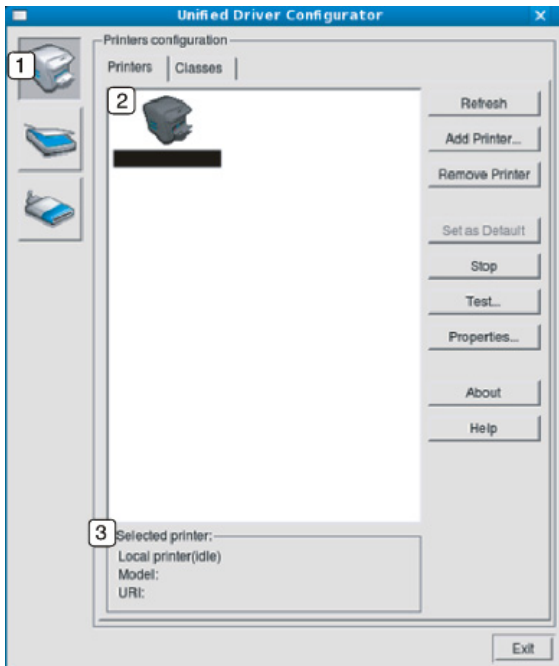 Unified Driver Configurator
Printers configuration
1
Printers Classes
2
Refresh
Add Printer...
Remove Printer
Set as Default
Stop
Test...
Properties...
About
Help
3
Selected printer:
Local printer(idle)
Model:
URI:
Exit